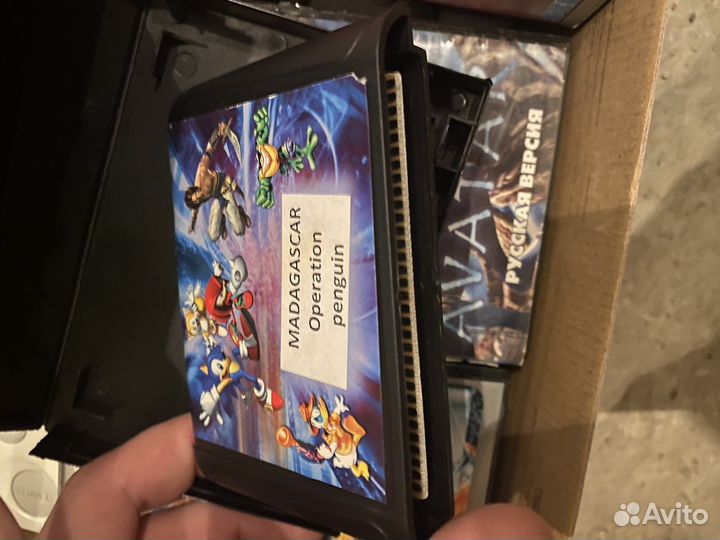 MADAGASCAR
Operation
penguin
AVATAR
РУССКАЯ ВЕРСИЯ
Avito